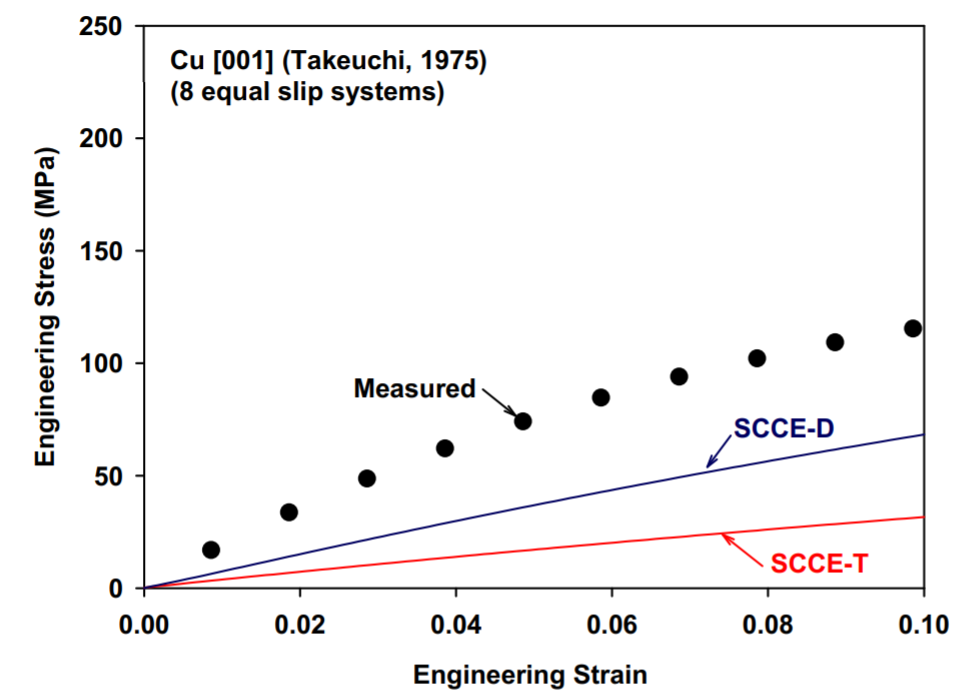 250
Cu [001] (Takeuchi, 1975)
(8 equal slip systems)
200
150
100
50
0
Engineering Stress (MPa)
Measured
SCCE-D
SCCE-T
0.00 0.02 0.04 0.06 0.08 0.10
Engineering Strain